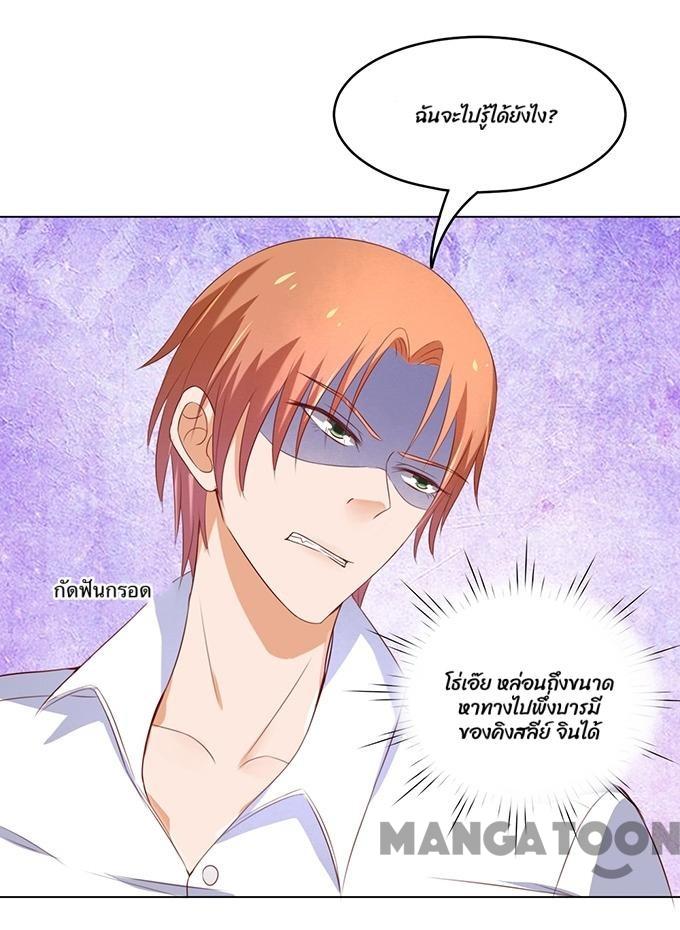 ฉันจะไปรู้ได้ยังไง?
กัดฟันกรอด
โธ่เอ๊ย หล่อนถึงขนาด
หาทางไปพึ่งบารมี
ของคิงสลีย์ จินได้
MANGATOON